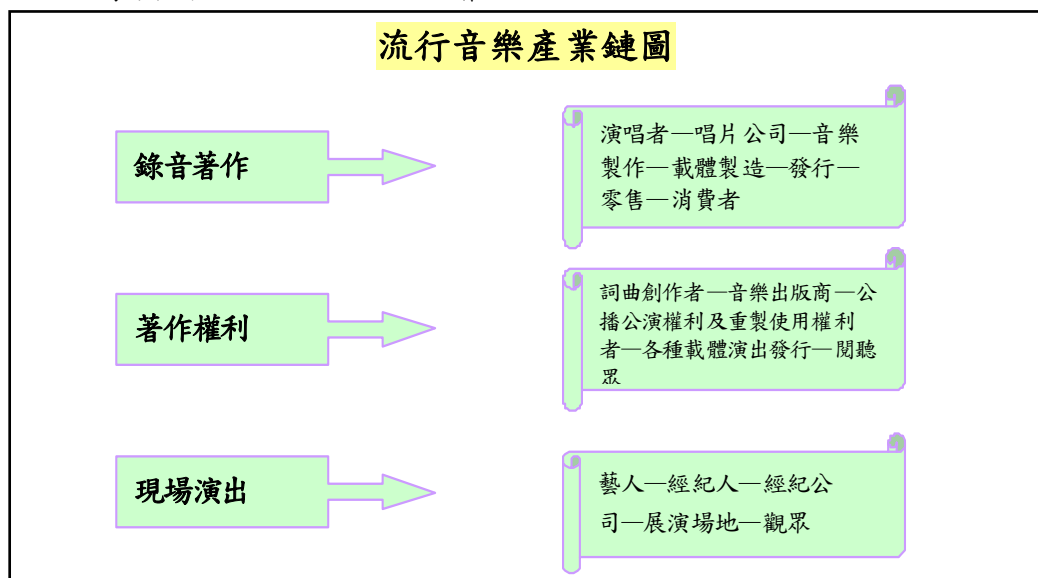 流行音樂產業鏈圖
錄音著作
演唱者—唱片公司—音樂
製作—載體製造—發行—
零售—消費者
著作權利
詞曲創作者—音樂出版商—公
播公演權利及重製使用權利
者—各種載體演出發行—閱聽
眾
現場演出
藝人—經紀人—經紀公
司—展演場地—觀眾